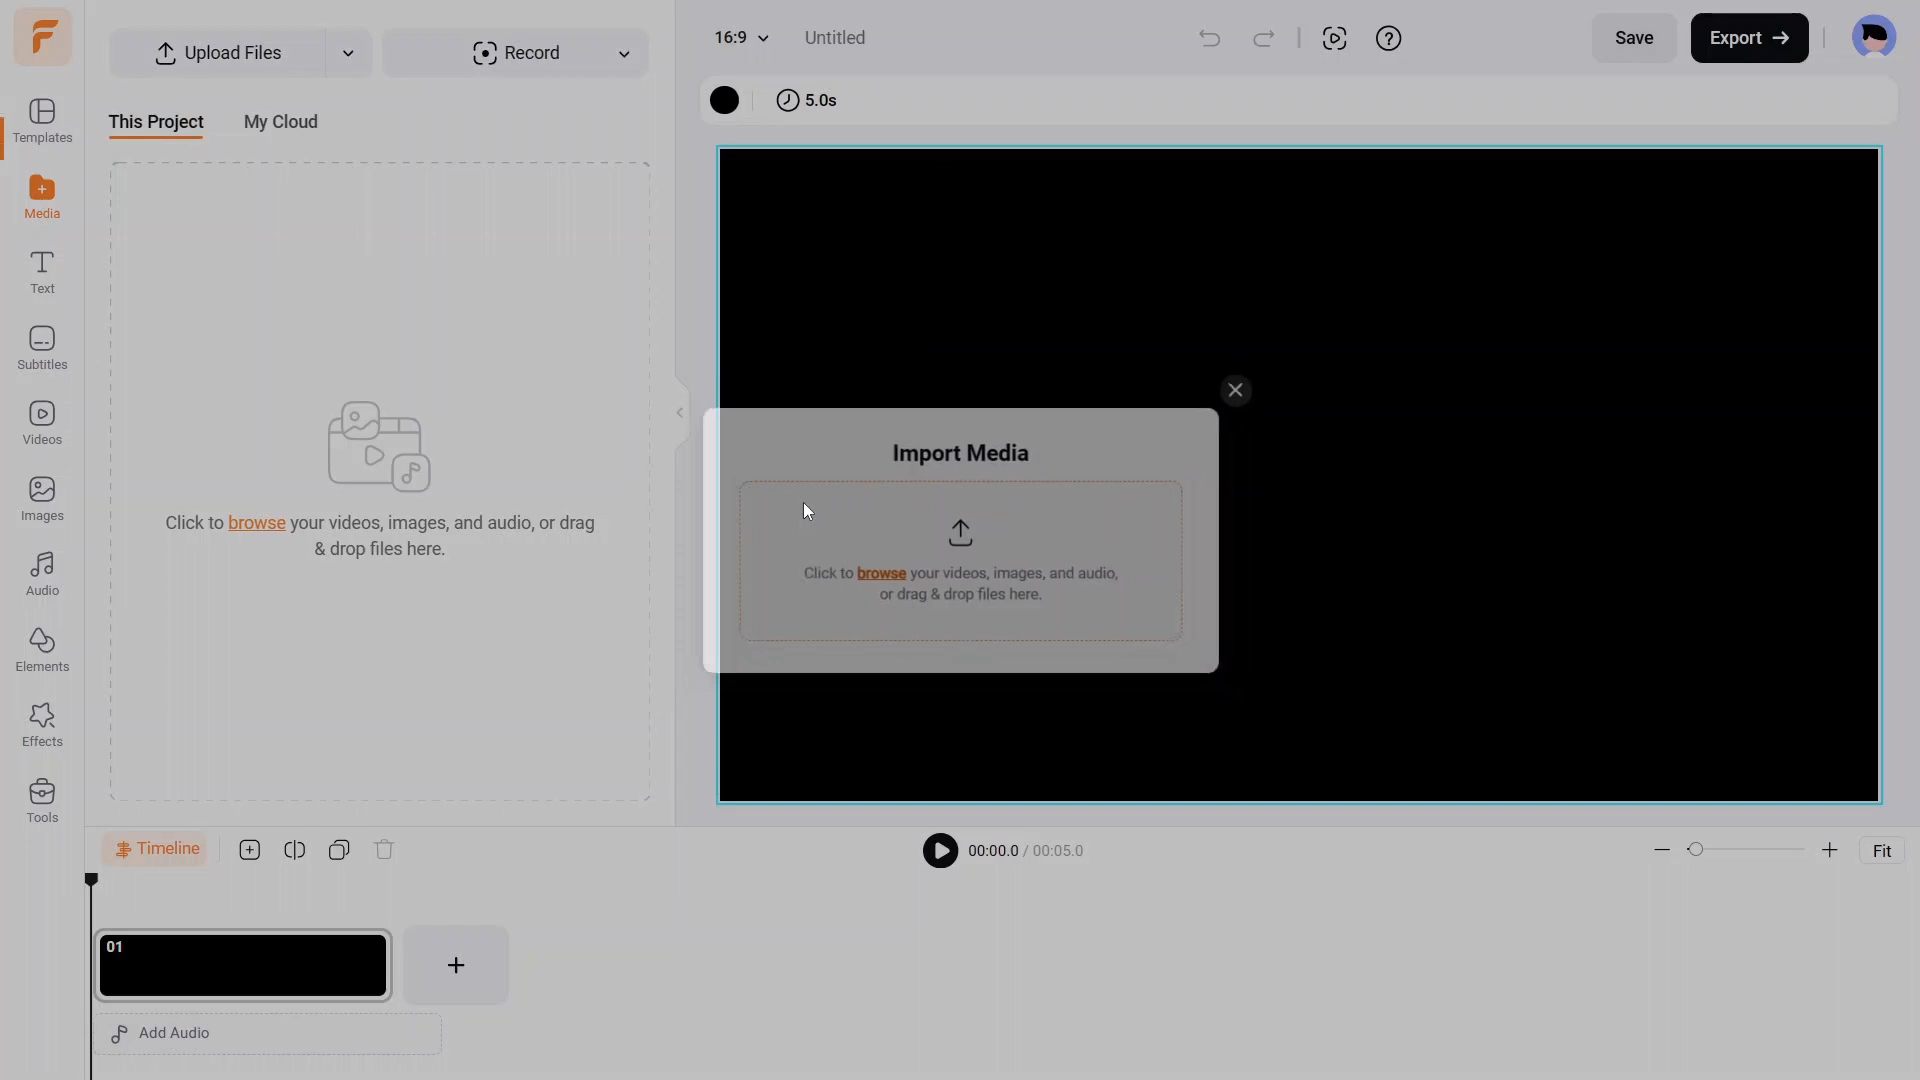 Upload Files
Record
16:9
Untitled
Save
Export
This Project
My Cloud
5.0s
Templates
Media
Text
Subtitles
Videos
Images
Audio
Elements
Effects
Tools
Click to browse your videos, images, and audio, or drag
& drop files here.
Import Media
Click to browse your videos, images, and audio,
or drag & drop files here.
Timeline
00:00.0 / 00:05.0
Fit
01
+
Add Audio